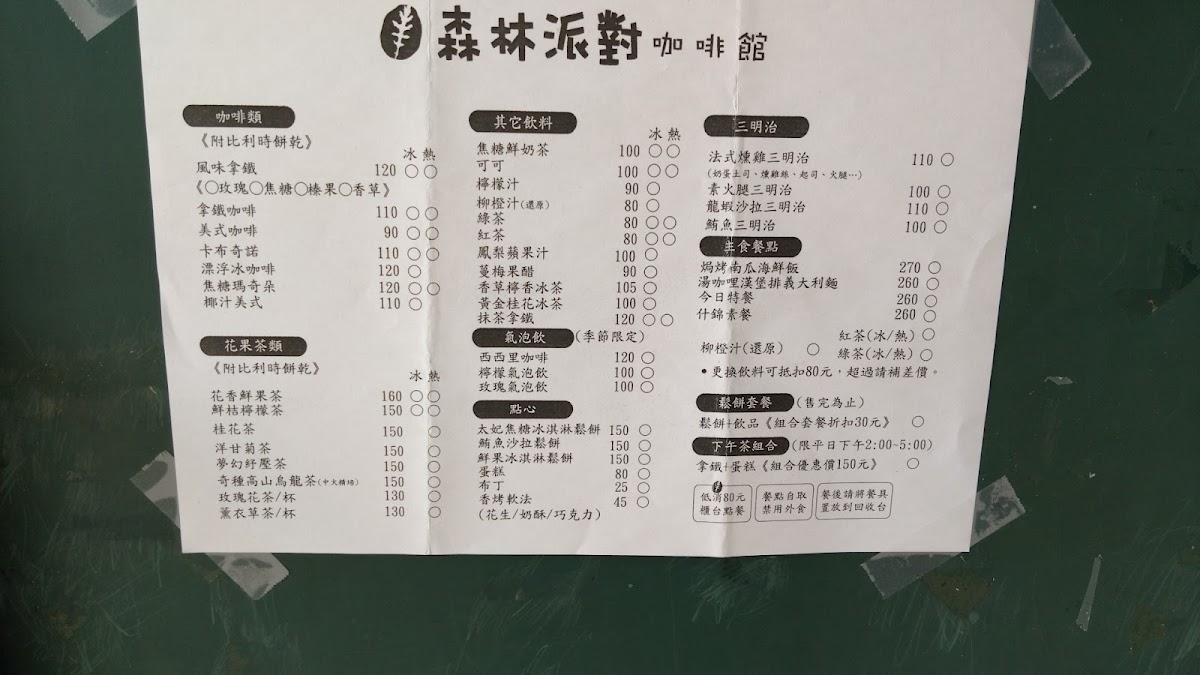 森林派對咖啡館
咖啡類
《附比利時餅乾》
冰 熱
風味拿鐵 120 ○ ○
《○玫瑰○焦糖○榛果○香草》
拿鐵咖啡 110 ○ ○
美式咖啡 90 ○ ○
卡布奇諾 110 ○ ○
漂浮冰咖啡 120 ○
焦糖瑪奇朵 120 ○ ○
椰汁美式 110 ○
花果茶類
《附比利時餅乾》
冰 熱
花香鮮果茶 160 ○ ○
鮮桔檸檬茶 150 ○ ○
桂花茶 150 ○
洋甘菊茶 150 ○
夢幻紓壓茶 150 ○
奇種高山烏龍茶(中大精場) 150 ○
玫瑰花茶/杯 130 ○
薰衣草茶/杯 130 ○
其它飲料
冰 熱
焦糖鮮奶茶 100 ○ ○
可可 100 ○ ○
檸檬汁 90 ○
柳橙汁(還原) 80 ○
綠茶 80 ○ ○
紅茶 80 ○ ○
鳳梨蘋果汁 100 ○
蔓梅果醋 90 ○
香草檸香冰茶 105 ○
黃金桂花冰茶 100 ○
抹茶拿鐵 120 ○ ○
氣泡飲 (季節限定)
西西里咖啡 120 ○
檸檬氣泡飲 100 ○
玫瑰氣泡飲 100 ○
點心
太妃焦糖冰淇淋鬆餅 150 ○
鮪魚沙拉鬆餅 150 ○
鮮果冰淇淋鬆餅 150 ○
蛋糕 80 ○
布丁 25 ○
香烤軟法 45 ○
(花生/奶酥/巧克力)
三明治
法式燻雞三明治 110 ○
(奶蛋土司、燻雞絲、起司、火腿…)
素火腿三明治 100 ○
龍蝦沙拉三明治 110 ○
鮪魚三明治 100 ○
主食餐點
焗烤南瓜海鮮飯 270 ○
湯咖哩漢堡排義大利麵 260 ○
今日特餐 260 ○
什錦素餐 260 ○
紅茶(冰/熱) ○
柳橙汁(還原) ○ 綠茶(冰/熱) ○
•更換飲料可抵扣80元，超過請補差價。
鬆餅套餐 (售完為止)
鬆餅+飲品《組合套餐折扣30元》 ○
下午茶組合 (限平日下午2:00~5:00)
拿鐵+蛋糕《組合優惠價150元》 ○
低消80元
櫃台點餐
餐點自取
禁用外食
餐後請將餐具
置放到回收台